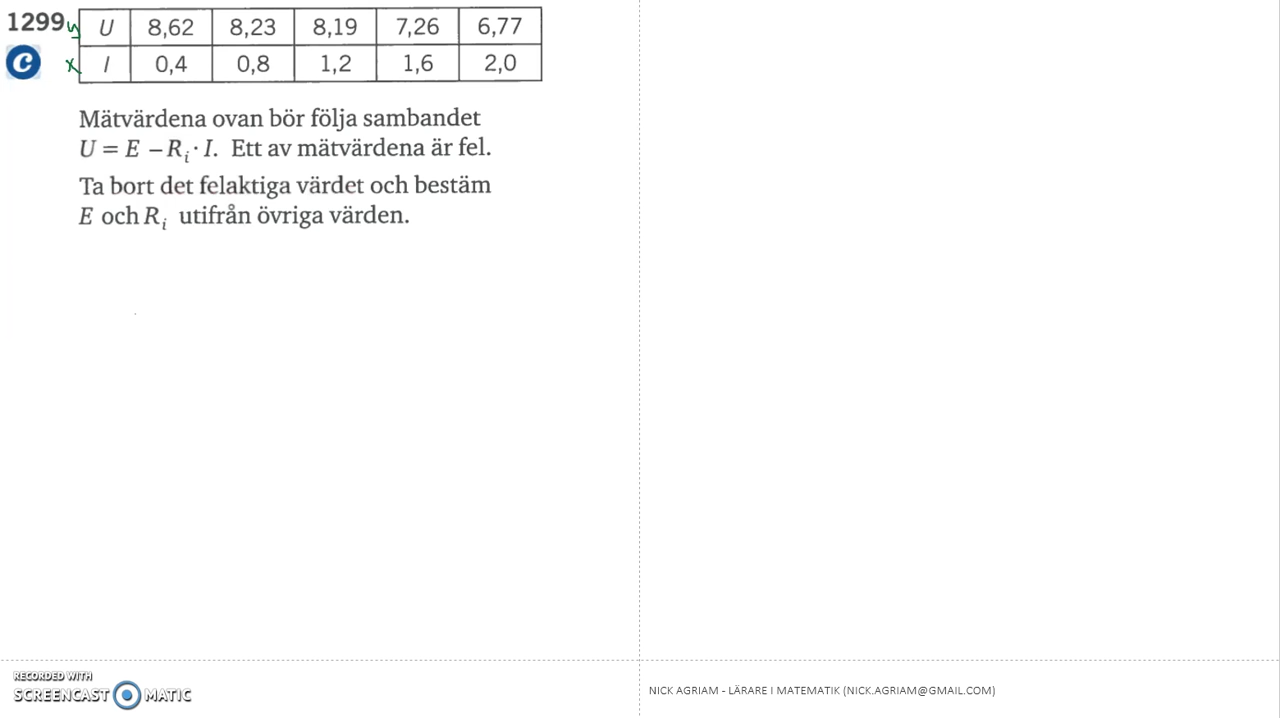 1299 y U 8,62 8,23 8,19 7,26 6,77
C x I 0,4 0,8 1,2 1,6 2,0
Mätvärdena ovan bör följa sambandet
U = E – Rᵢ · I. Ett av mätvärdena är fel.
Ta bort det felaktiga värdet och bestäm
E och Rᵢ utifrån övriga värden.
RECORDED WITH
SCREENCAST MATIC
NICK AGRIAM - LÄRARE I MATEMATIK (NICK.AGRIAM@GMAIL.COM)